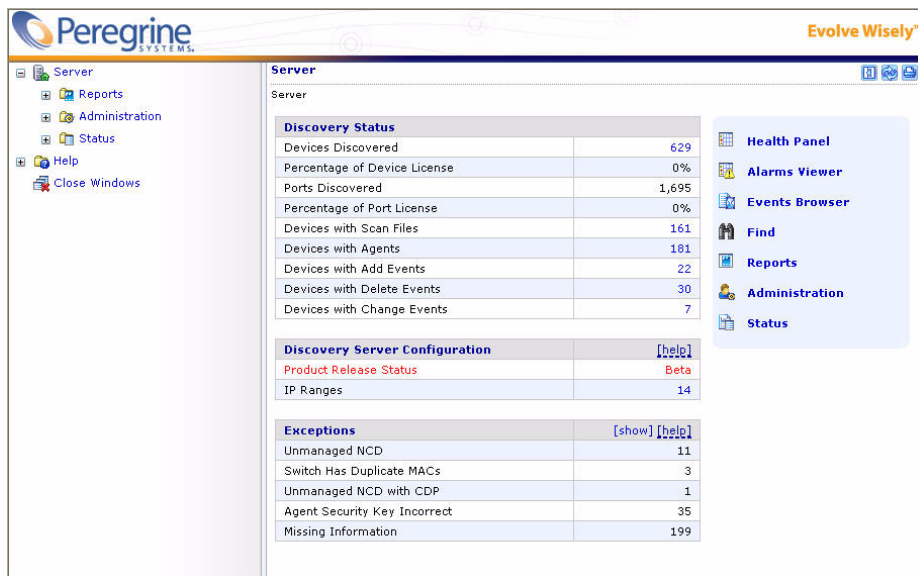 Peregrine
SYSTEMS.
Evolve Wisely™
Server
Reports
Administration
Status
Help
Close Windows
Server
Server
Discovery Status
Devices Discovered 629
Percentage of Device License 0%
Ports Discovered 1,695
Percentage of Port License 0%
Devices with Scan Files 161
Devices with Agents 181
Devices with Add Events 22
Devices with Delete Events 30
Devices with Change Events 7
Discovery Server Configuration [help]
Product Release Status Beta
IP Ranges 14
Exceptions [show] [help]
Unmanaged NCD 11
Switch Has Duplicate MACs 3
Unmanaged NCD with CDP 1
Agent Security Key Incorrect 35
Missing Information 199
Health Panel
Alarms Viewer
Events Browser
Find
Reports
Administration
Status